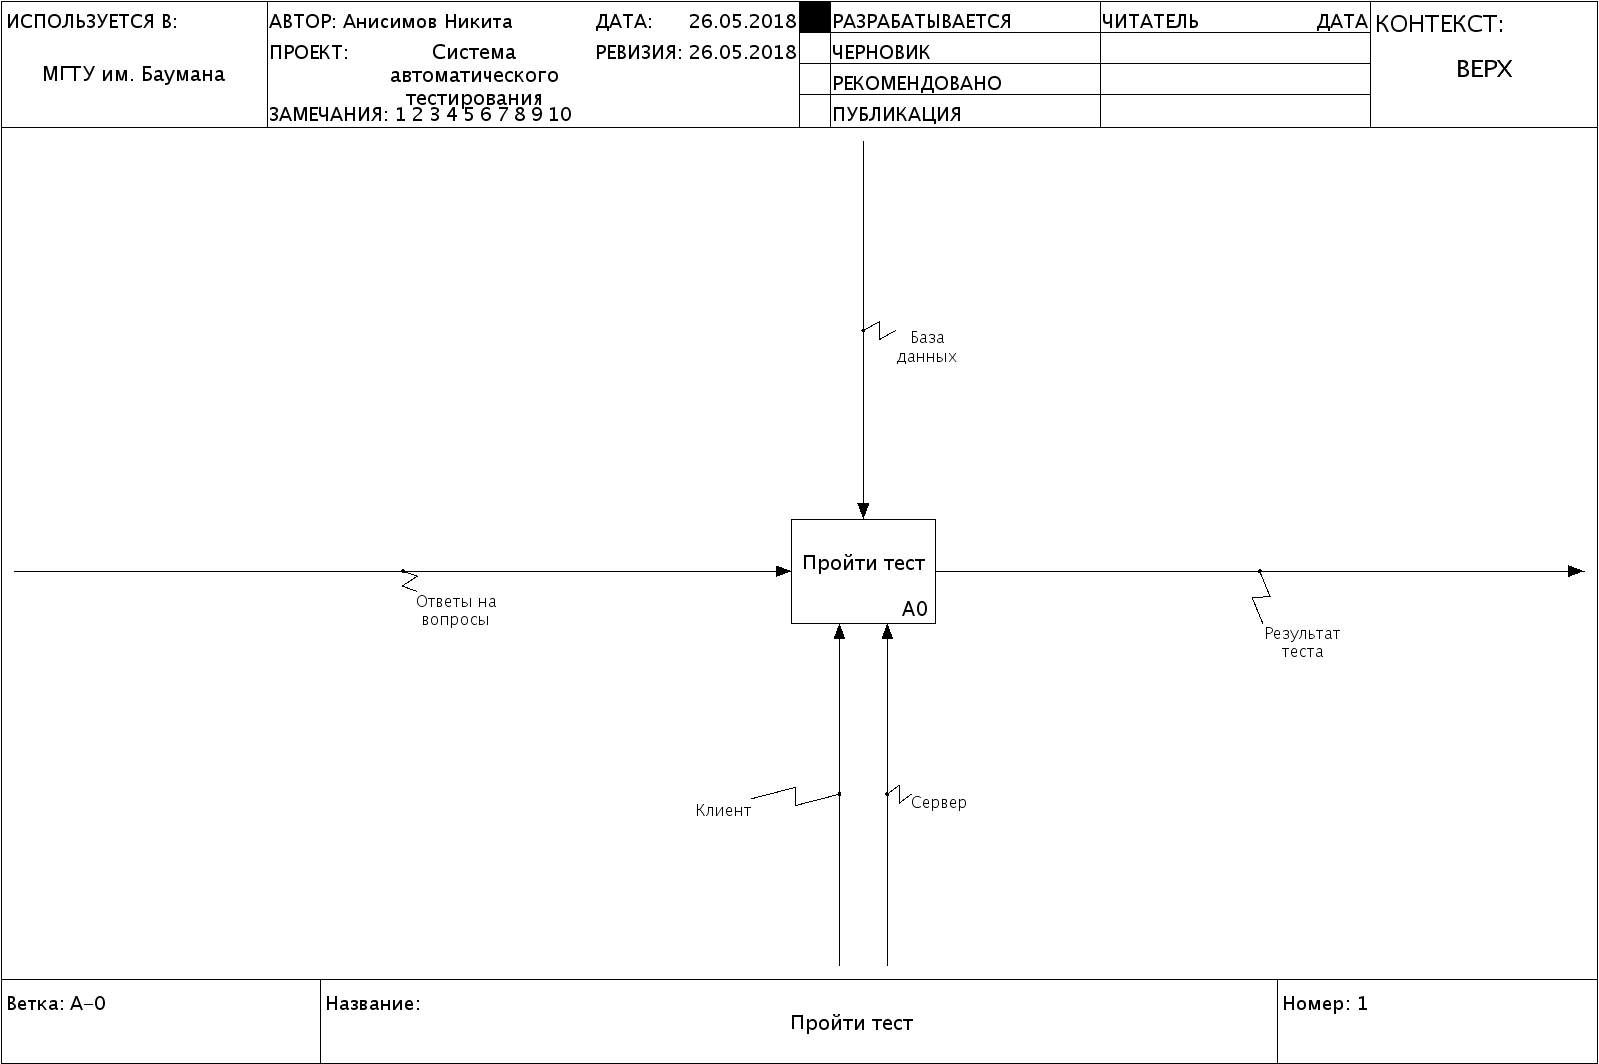 ИСПОЛЬЗУЕТСЯ В:
МГТУ им. Баумана
АВТОР: Анисимов Никита
ДАТА: 26.05.2018
ПРОЕКТ: Система
автоматического
тестирования
РЕВИЗИЯ: 26.05.2018
ЗАМЕЧАНИЯ: 1 2 3 4 5 6 7 8 9 10
РАЗРАБАТЫВАЕТСЯ
ЧЕРНОВИК
РЕКОМЕНДОВАНО
ПУБЛИКАЦИЯ
ЧИТАТЕЛЬ ДАТА
КОНТЕКСТ:
ВЕРХ
База
данных
Пройти тест
A0
Ответы на
вопросы
Результат
теста
Клиент
Сервер
Ветка: A-0
Название:
Пройти тест
Номер: 1